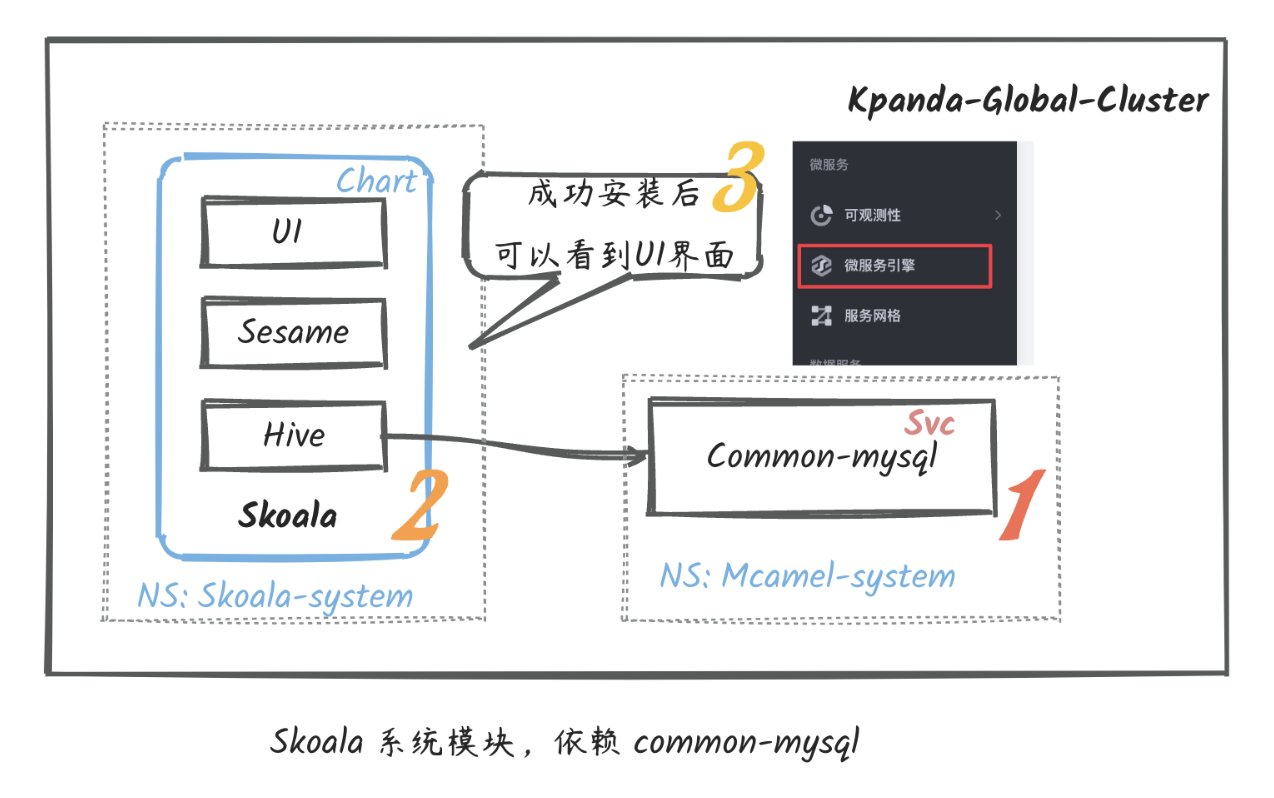 Kpanda-Global-Cluster
Chart
UI
Sesame
Hive
Skoala
2
NS: Skoala-system
成功安装后
可以看到UI界面
3
微服务
可观测性
微服务引擎
服务网格
数据服务
Svc
Common-mysql
1
NS: Mcamel-system
Skoala 系统模块，依赖 common-mysql